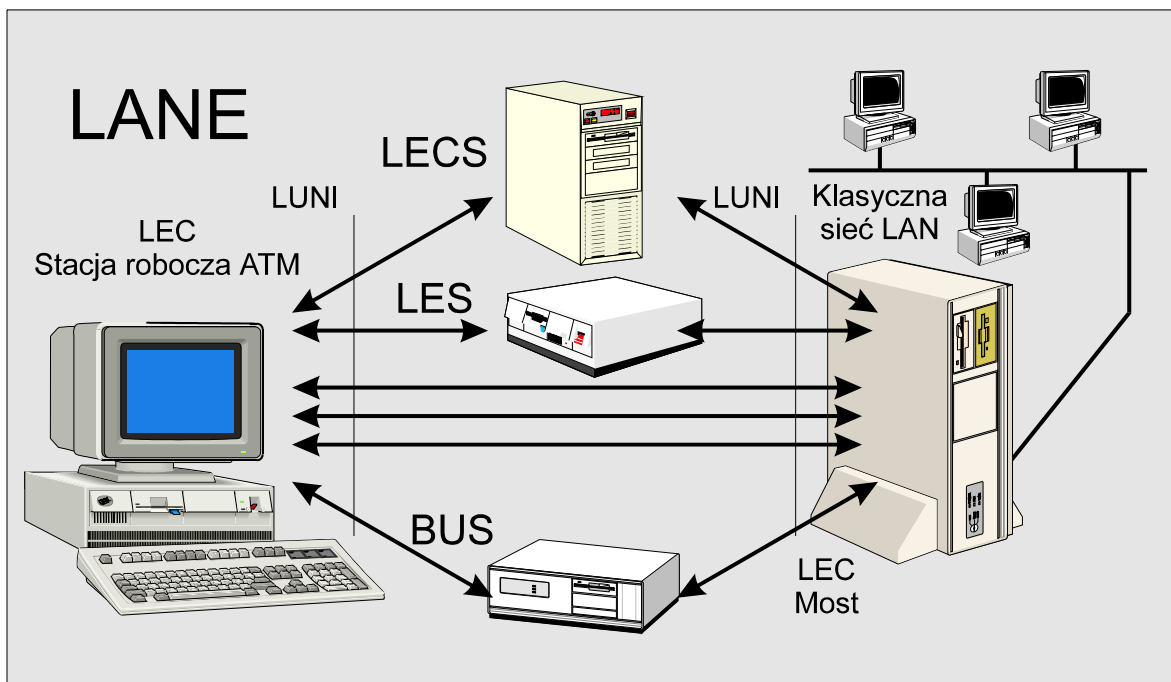 LANE
LECS
LUNI
LUNI
Klasyczna
sieć LAN
LEC
Stacja robocza ATM
LES
BUS
LEC
Most